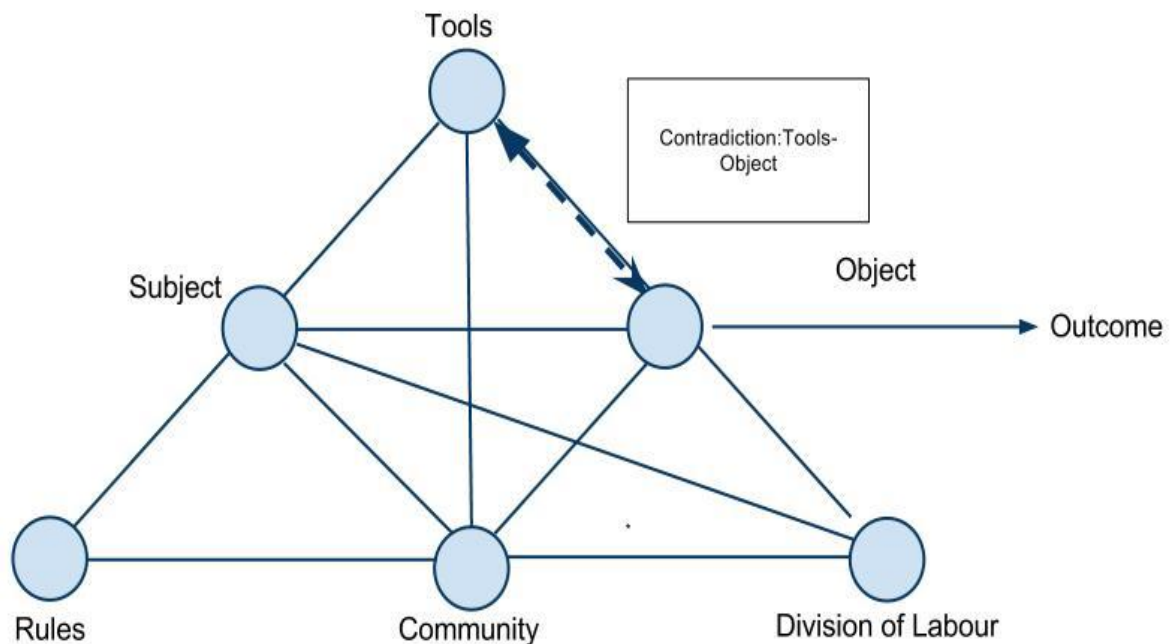 Tools
Contradiction:Tools-
Object
Subject
Object
Outcome
Rules
Community
Division of Labour